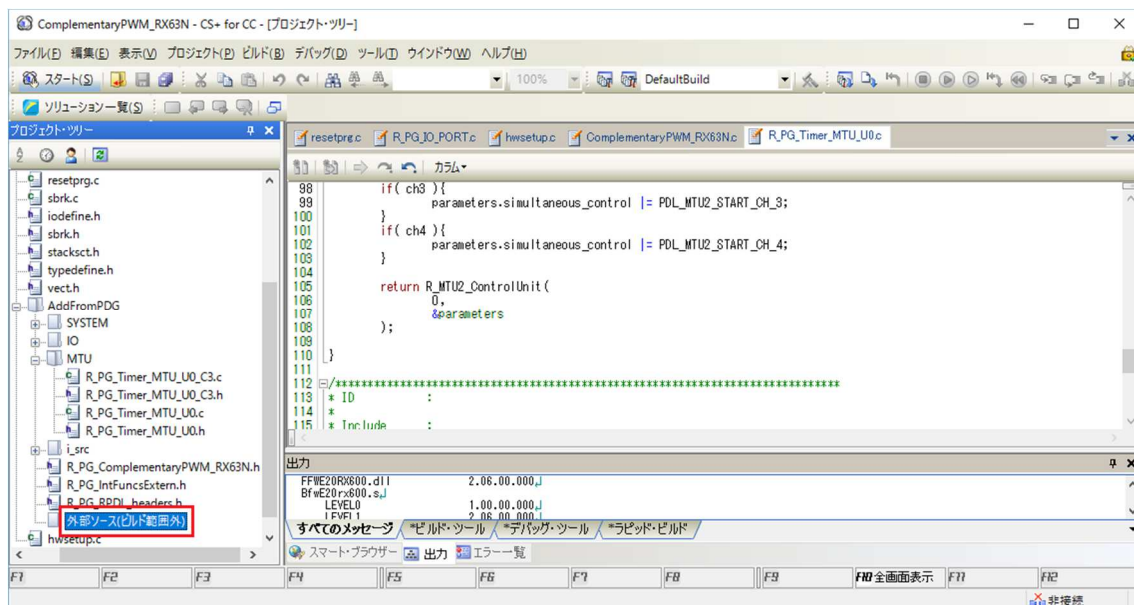 ComplementaryPWM_RX63N - CS+ for CC - [プロジェクト・ツリー]
ファイル(F) 編集(E) 表示(V) プロジェクト(P) ビルド(B) デバッグ(D) ツール(T) ウインドウ(W) ヘルプ(H)
スタート(S) 100% DefaultBuild
ソリューション一覧(S)
プロジェクト・ツリー
resetprg.c
sbrk.c
iodefine.h
sbrk.h
stacksct.h
typedefine.h
vect.h
AddFromPDG
SYSTEM
IO
MTU
R_PG_Timer_MTU_U0_C3.c
R_PG_Timer_MTU_U0_C3.h
R_PG_Timer_MTU_U0.c
R_PG_Timer_MTU_U0.h
i_src
R_PG_ComplementaryPWM_RX63N.h
R_PG_IntFuncsExtern.h
R_PG_RPDL_headers.h
外部ソース(ビルド範囲外)
hwsetup.c
resetprg.c R_PG_IO_PORT.c hwsetup.c ComplementaryPWM_RX63N.c R_PG_Timer_MTU_U0.c
カラム
98 if( ch3 ){
99 parameters.simultaneous_control |= PDL_MTU2_START_CH_3;
100 }
101 if( ch4 ){
102 parameters.simultaneous_control |= PDL_MTU2_START_CH_4;
103 }
104
105 return R_MTU2_ControlUnit(
106 0,
107 &parameters
108 );
109
110 }
111
112 /******************************************************************************
113 * ID :
114 *
115 * Include :
出力
FFWE20RX600.dll 2.06.00.000,
BfwE20rx600.s,
LEVEL0 1.00.00.000,
LEVEL1 2.06.00.000,
すべてのメッセージ *ビルド・ツール *デバッグ・ツール *ラピッド・ビルド
スマート・ブラウザー 出力 エラー一覧
F1 F2 F3 F4 F5 F6 F7 F8 F9 F10 全画面表示 F11 F12
非接続